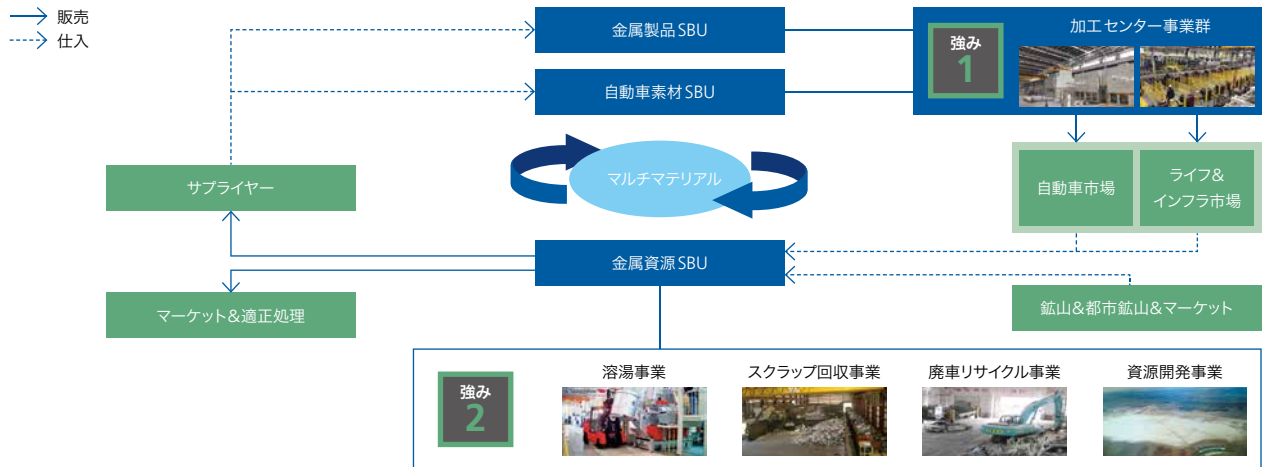 販売
仕入
金属製品SBU
自動車素材SBU
強み
1
加工センター事業群
サプライヤー
マルチマテリアル
自動車市場
ライフ&
インフラ市場
金属資源SBU
マーケット&適正処理
鉱山&都市鉱山&マーケット
強み
2
溶湯事業
スクラップ回収事業
廃車リサイクル事業
資源開発事業